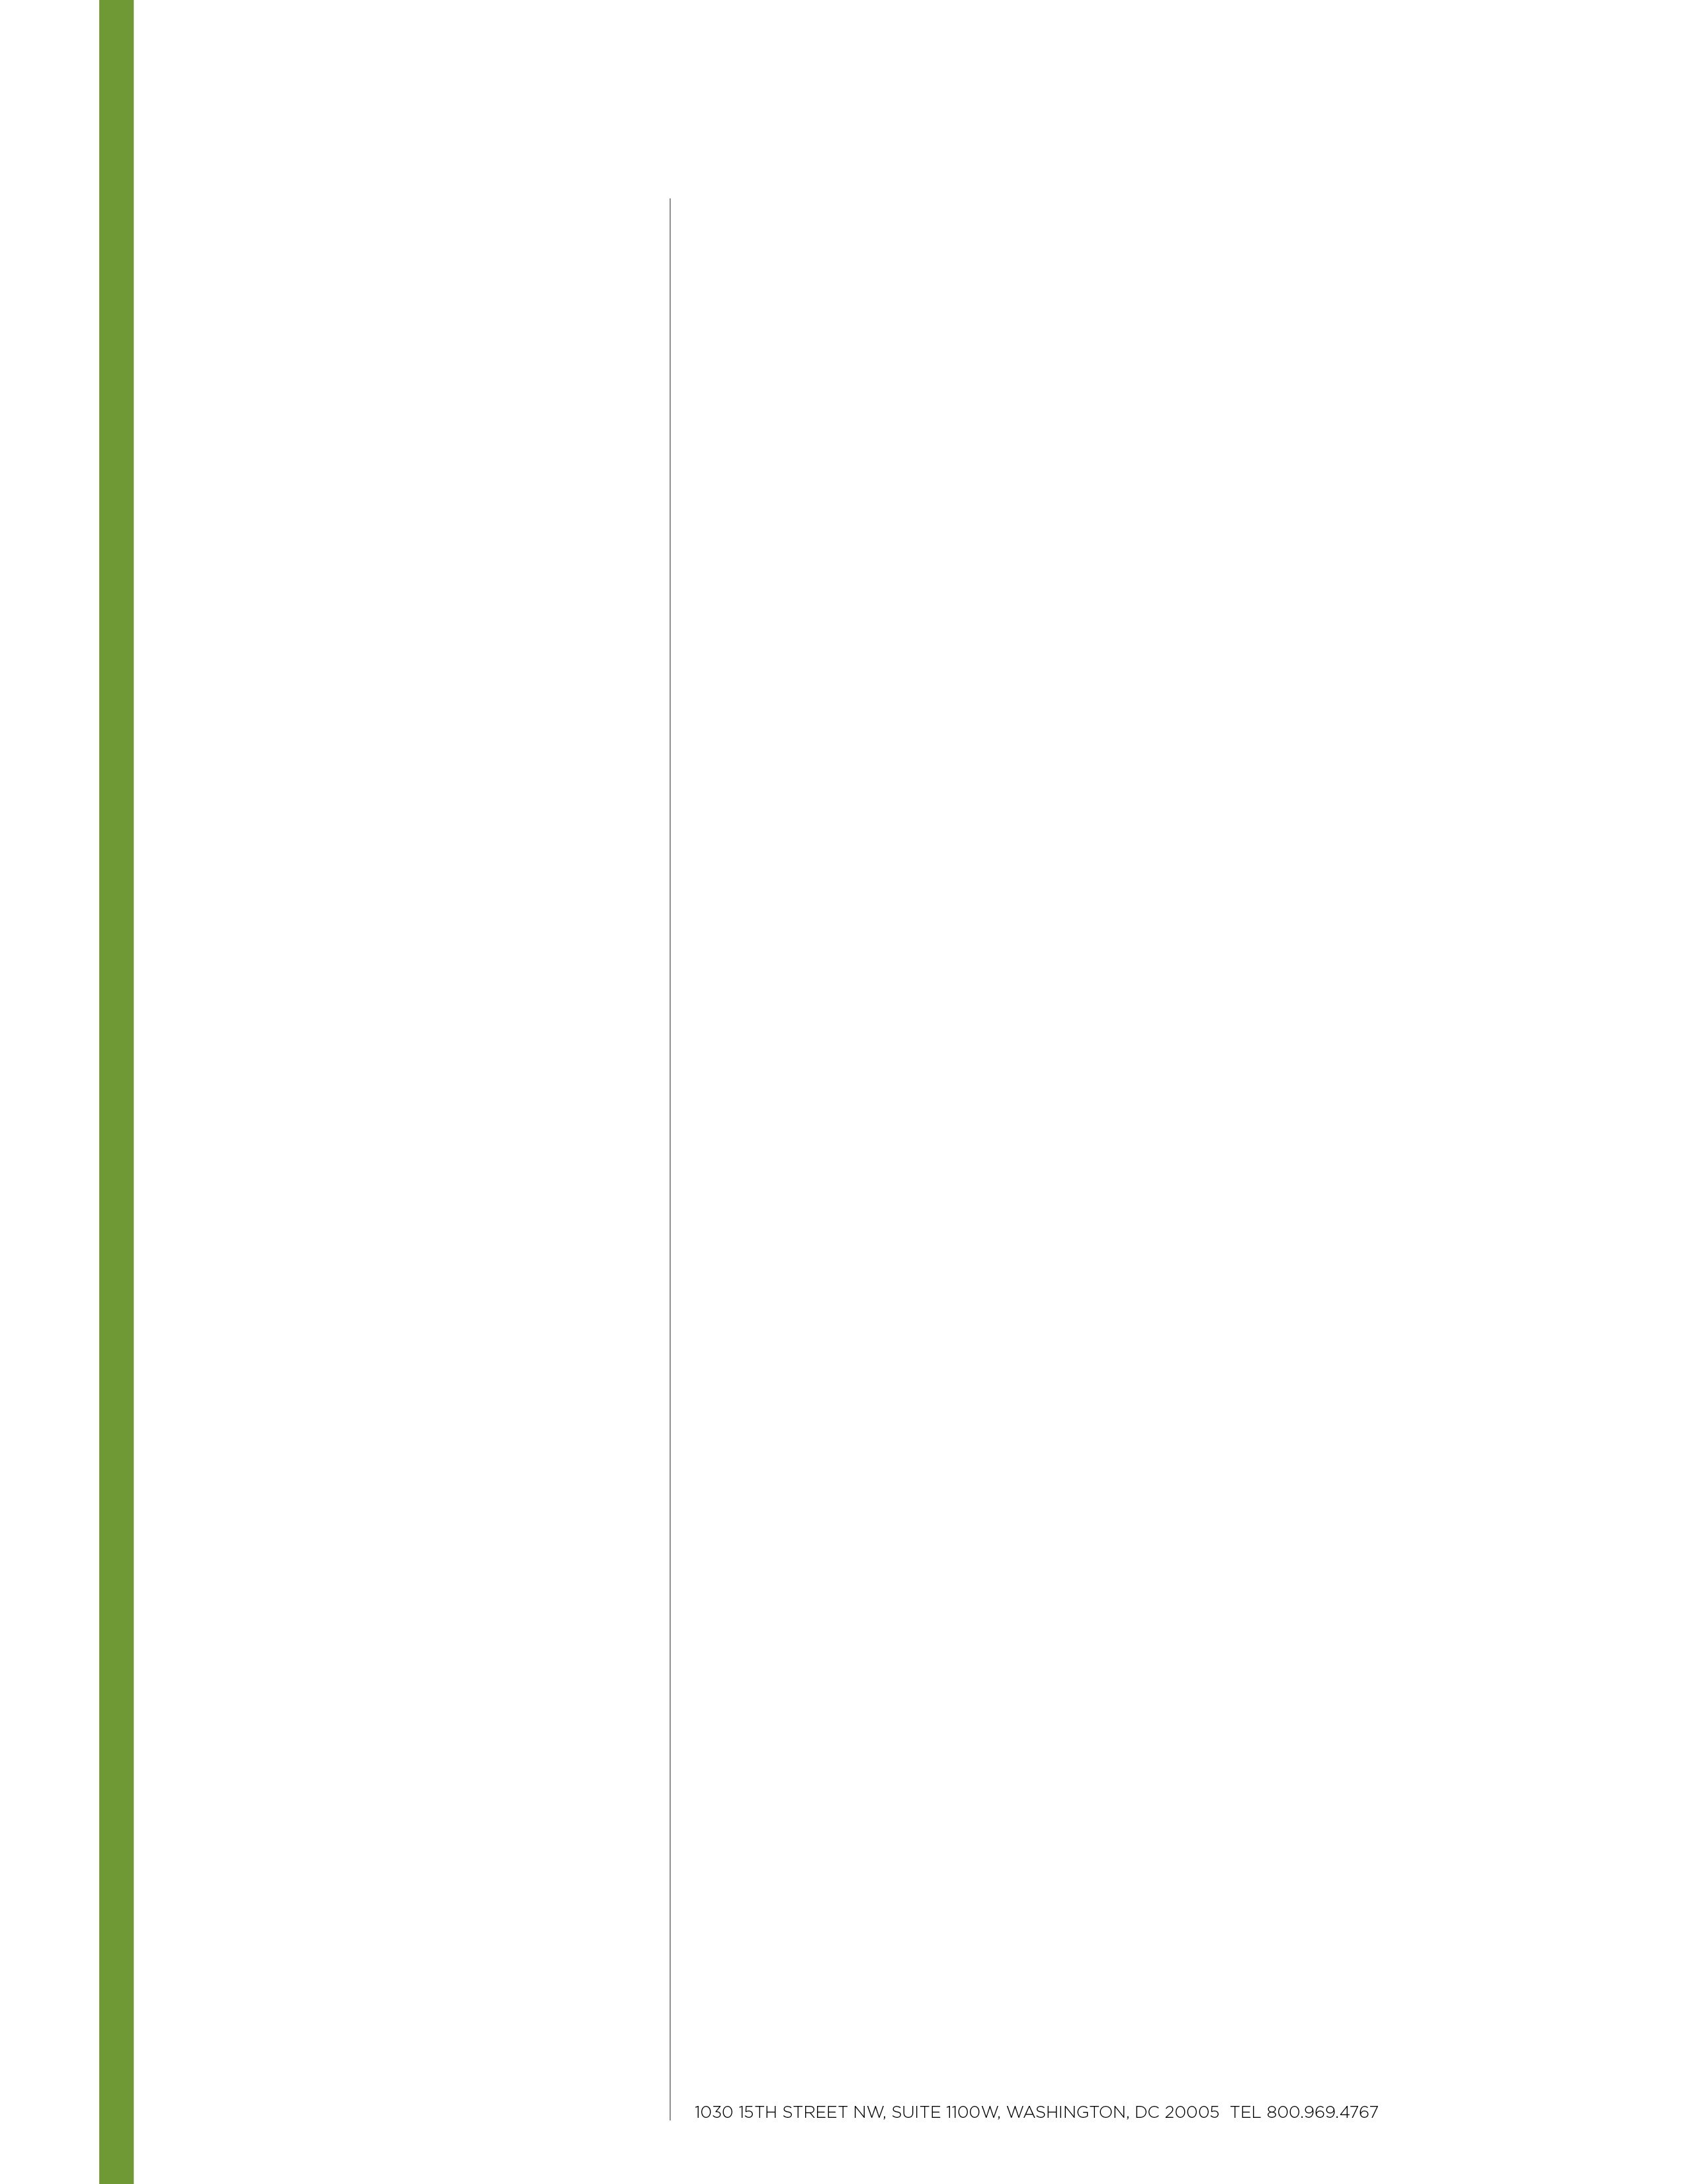 1030 15TH STREET NW, SUITE 1100W, WASHINGTON, DC 20005 TEL 800.969.4767